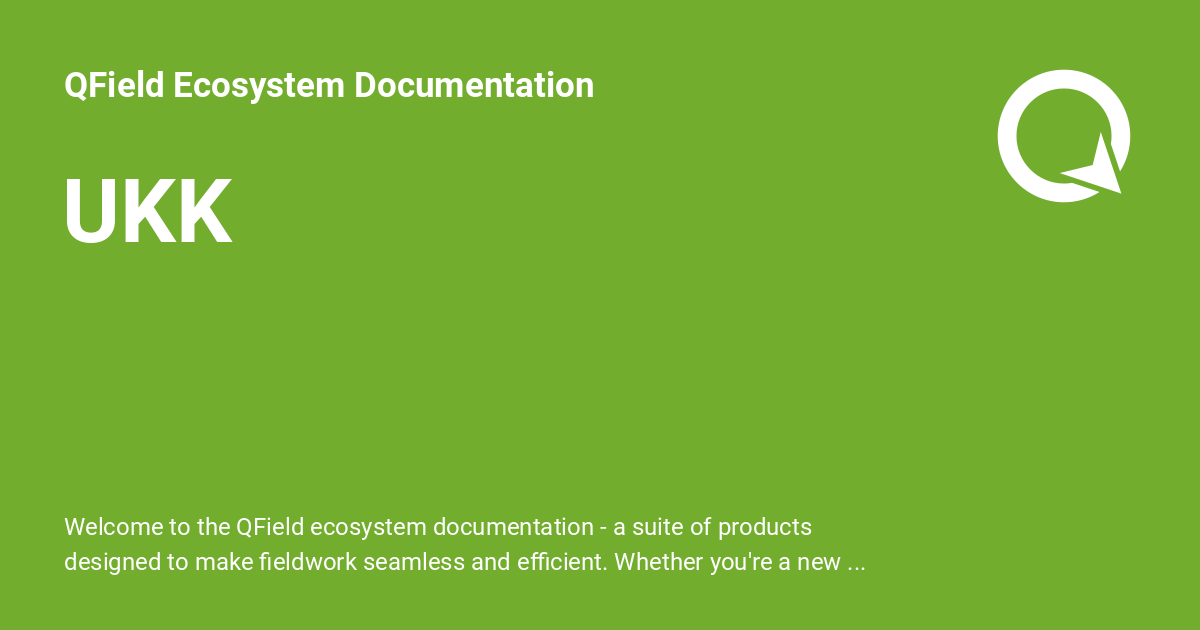 QField Ecosystem Documentation
UKK
Welcome to the QField ecosystem documentation - a suite of products
designed to make fieldwork seamless and efficient. Whether you're a new ...